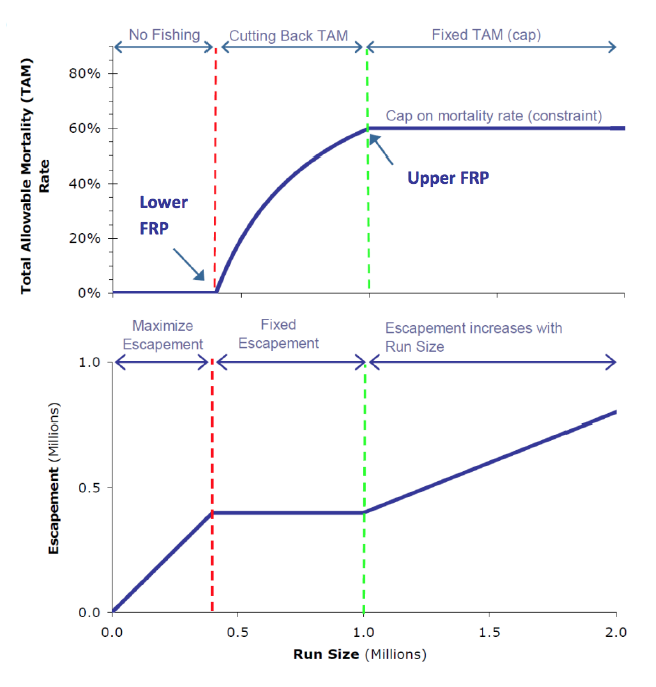 No Fishing
Cutting Back TAM
Fixed TAM (cap)
Total Allowable Mortality (TAM)
Rate
80%
60%
40%
20%
0%
Cap on mortality rate (constraint)
Upper FRP
Lower
FRP
Maximize
Escapement
Fixed
Escapement
Escapement increases with
Run Size
Escapement (Millions)
1.0
0.5
0.0
0.0
0.5
1.0
1.5
2.0
Run Size (Millions)